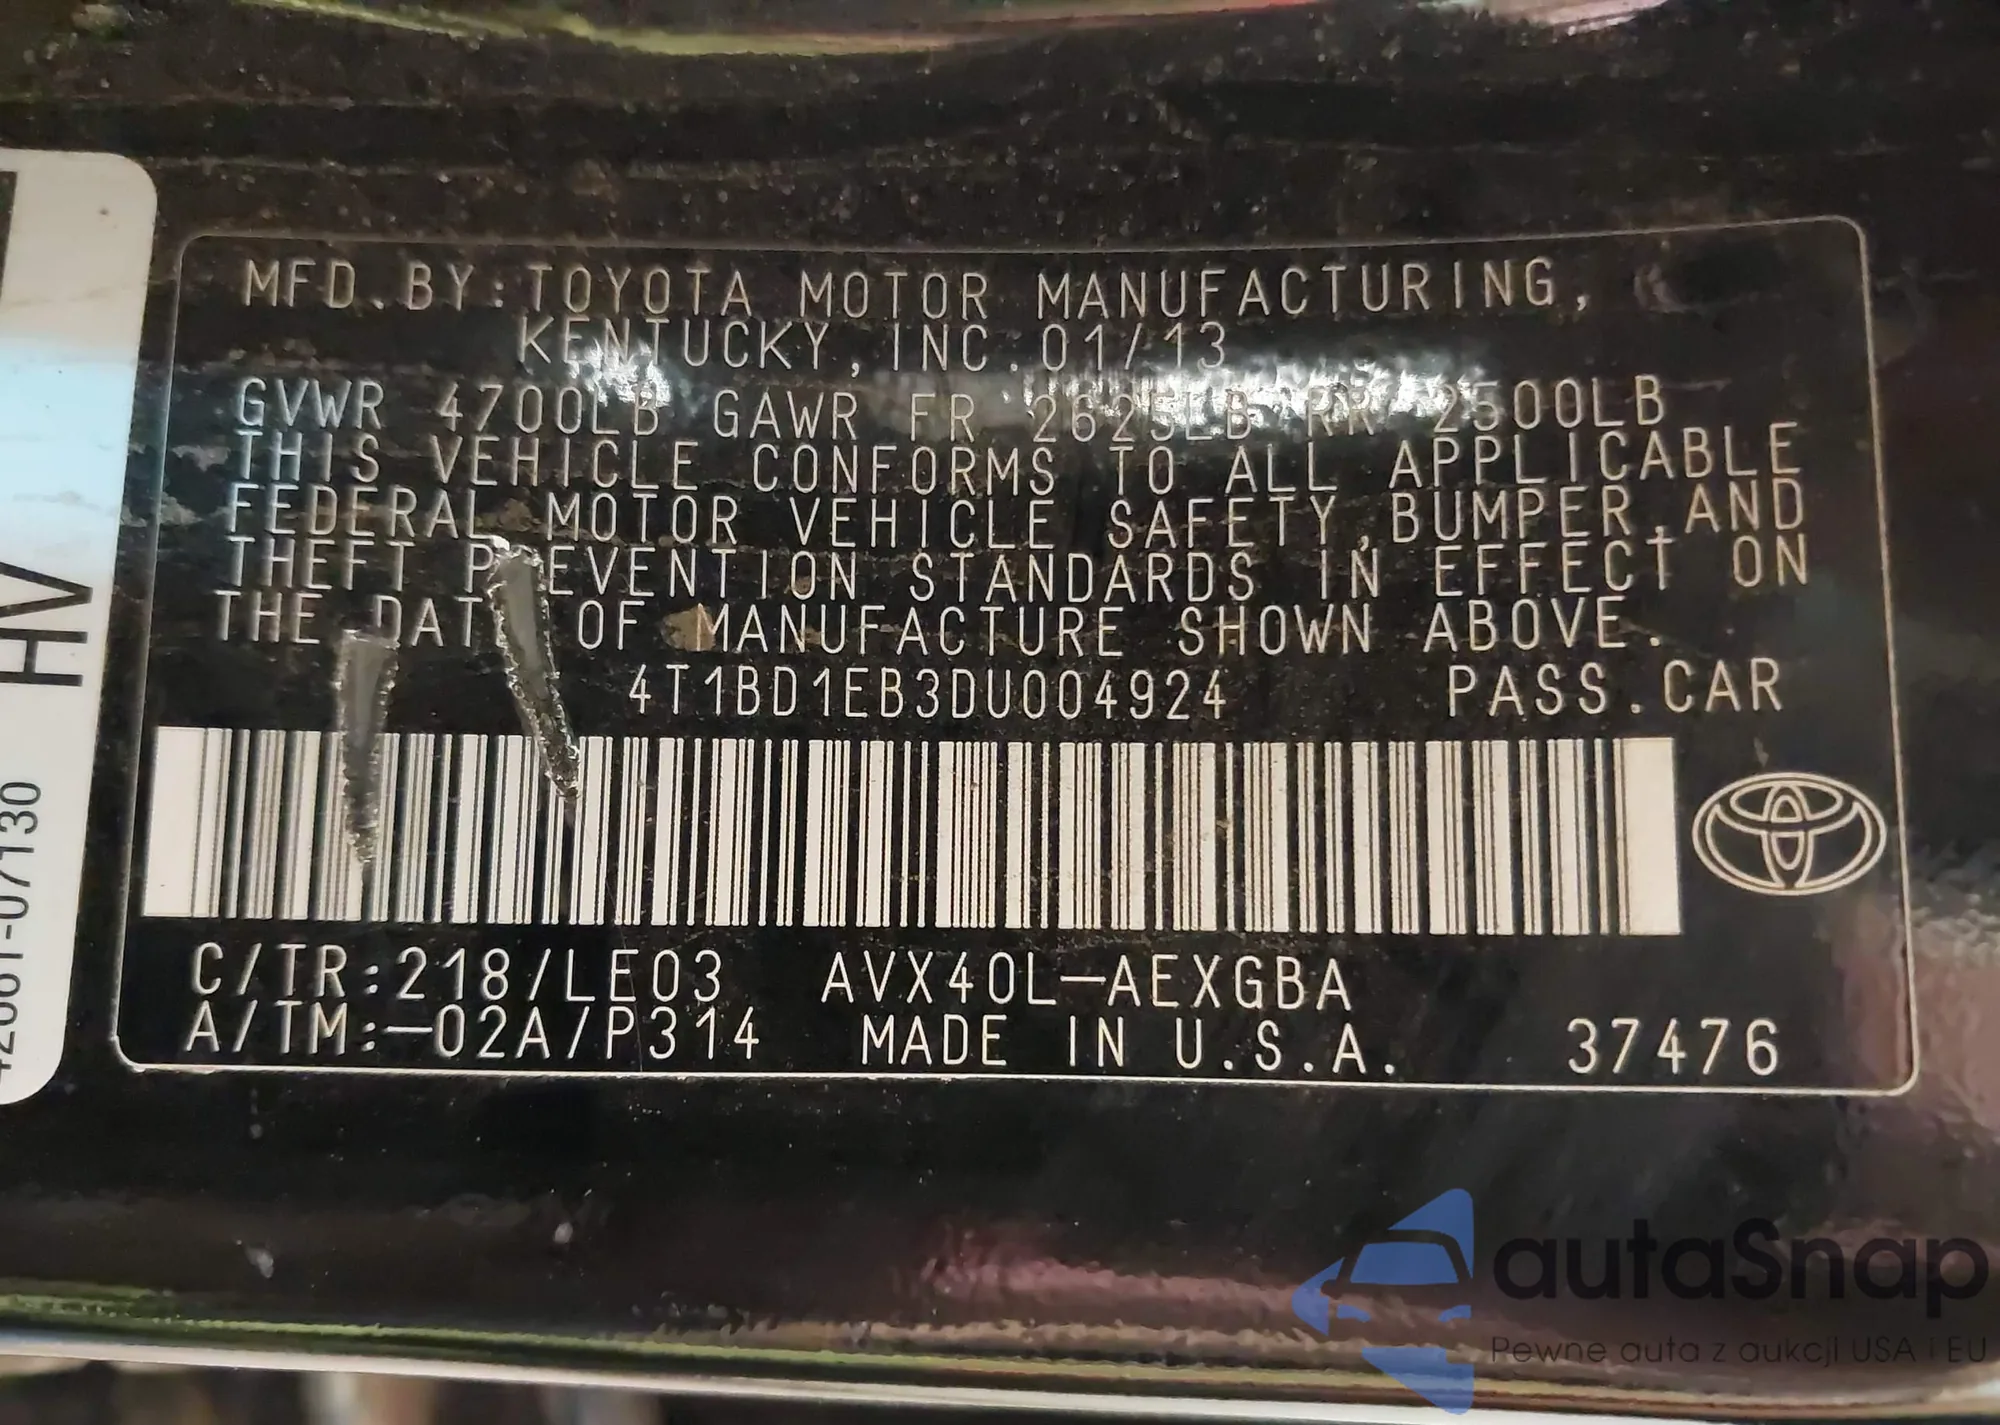 MFD.BY:TOYOTA MOTOR MANUFACTURING,
KENTUCKY,INC.01/13
GVWR 4700LB GAWR FR 2625LB RR 2500LB
THIS VEHICLE CONFORMS TO ALL APPLICABLE
FEDERAL MOTOR VEHICLE SAFETY,BUMPER,AND
THEFT PREVENTION STANDARDS IN EFFECT ON
THE DATE OF MANUFACTURE SHOWN ABOVE.
4T1BD1EB3DU004924 PASS.CAR
C/TR:218/LE03 AVX40L-AEXGBA
A/TM:-02A/P314 MADE IN U.S.A. 37476
HV
autaSnap
Pewne auta z aukcji USA i EU